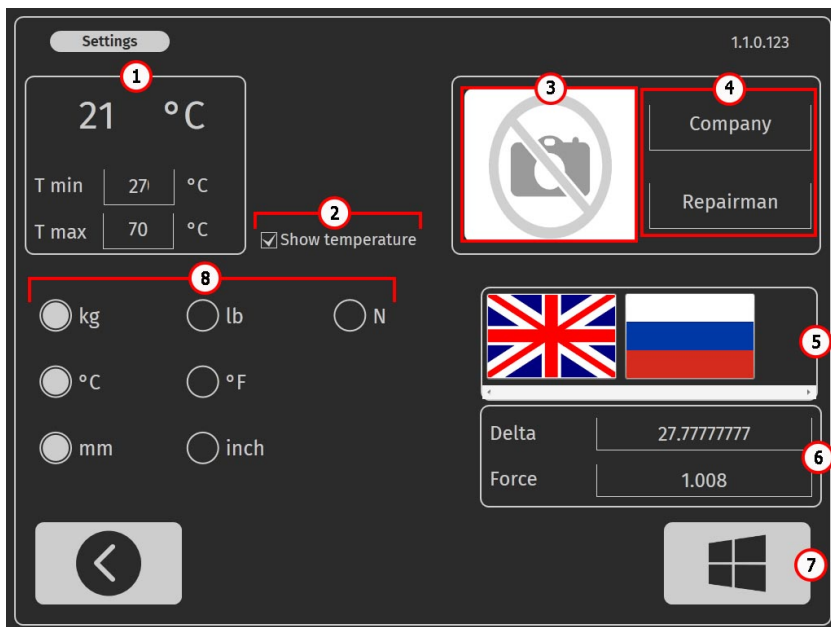 Settings
1.1.0.123
1
21 °C
T min 27 °C
T max 70 °C
2
Show temperature
3
4
Company
Repairman
8
kg lb N
°C °F
mm inch
5
Delta 27.77777777
Force 1.008
6
7